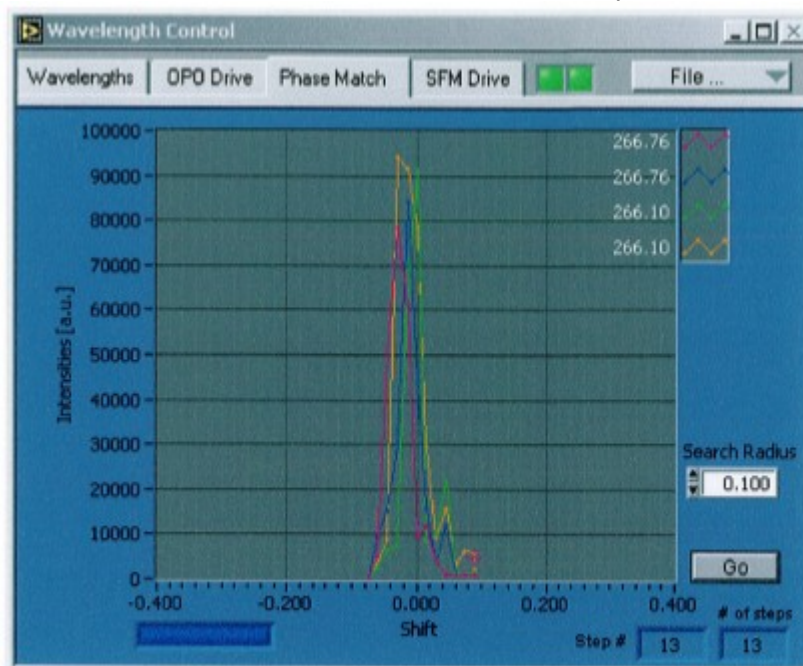 Wavelength Control
Wavelengths OPO Drive Phase Match SFM Drive File ...
100000
90000
80000
70000
60000
50000
40000
30000
20000
10000
0
Intensities [a.u.]
266.76
266.76
266.10
266.10
Search Radius
0.100
Go
-0.400 -0.200 0.000 0.200 0.400
Shift
# of steps
Step # 13 13